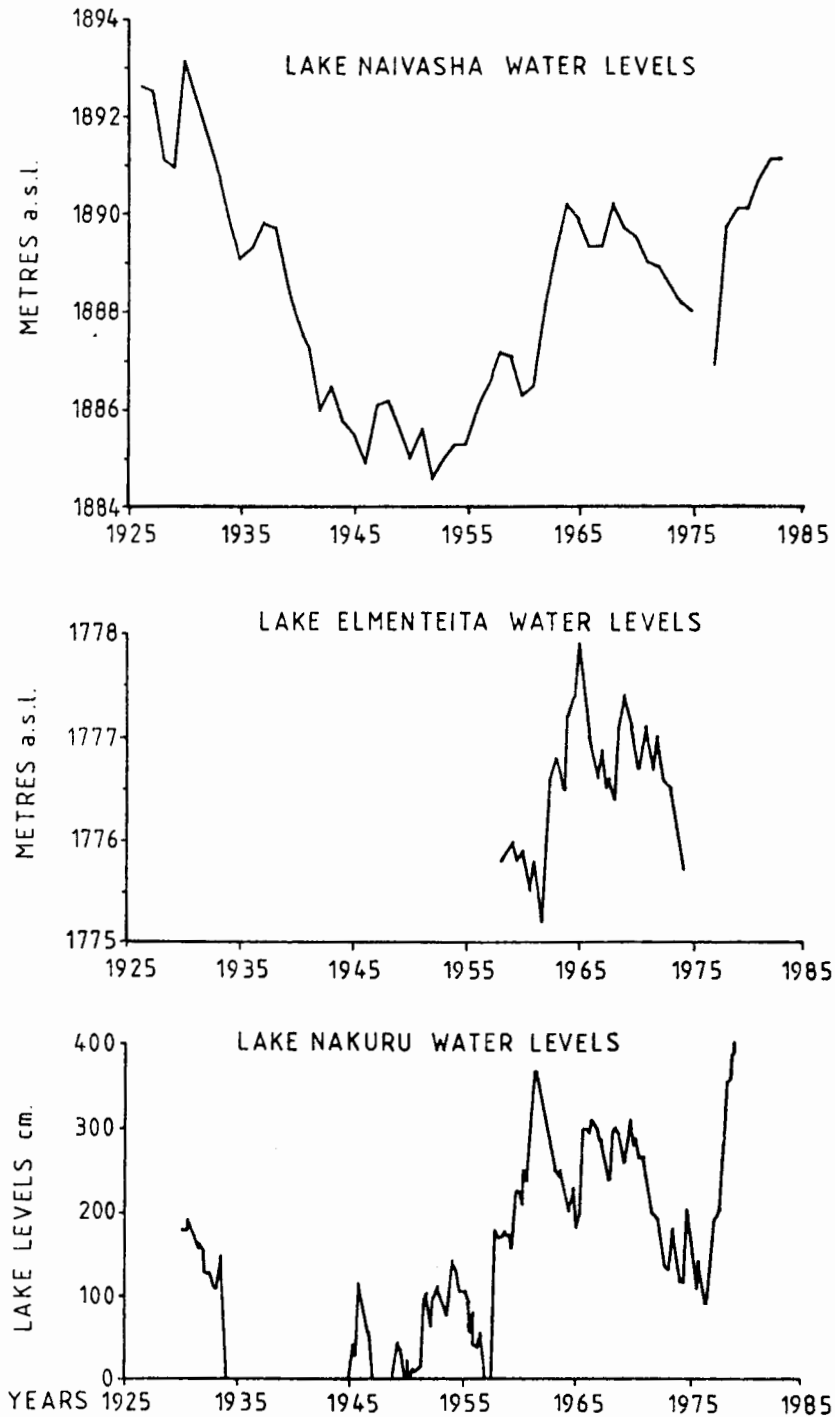 LAKE NAIVASHA WATER LEVELS
METRES a.s.l.
1894
1892
1890
1888
1886
1884
1925 1935 1945 1955 1965 1975 1985
LAKE ELMENTEITA WATER LEVELS
METRES a.s.l.
1778
1777
1776
1775
1925 1935 1945 1955 1965 1975 1985
LAKE NAKURU WATER LEVELS
LAKE LEVELS cm.
400
300
200
100
0
YEARS 1925 1935 1945 1955 1965 1975 1985